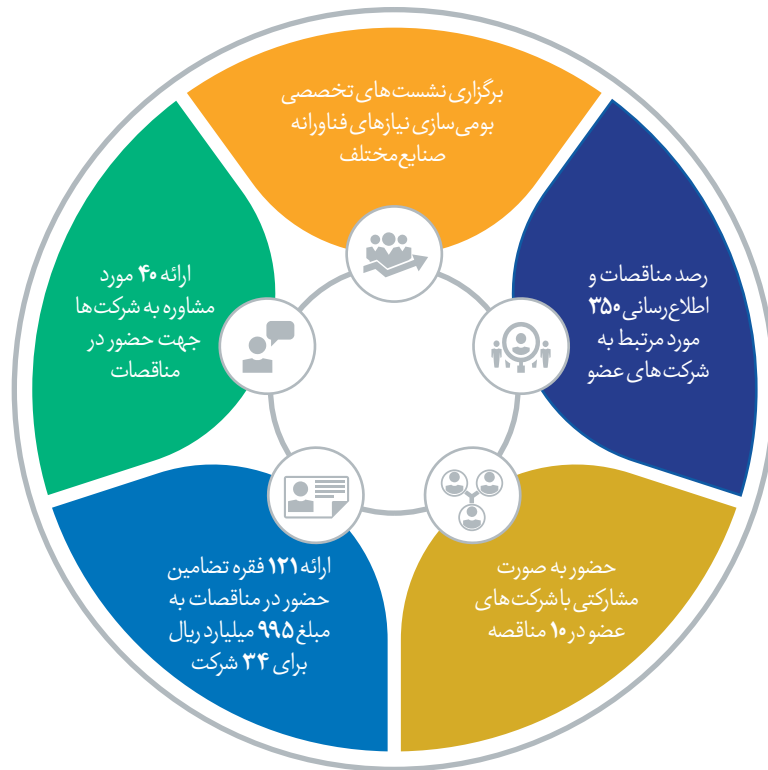 برگزاری نشست‌های تخصصی
بومی‌سازی نیازهای فناورانه
صنایع مختلف
رصد مناقصات و
اطلاع‌رسانی ۳۵۰
مورد مرتبط به
شرکت‌های عضو
حضور به صورت
مشارکتی با شرکت‌های
عضو در ۱۰ مناقصه
ارائه ۱۲۱ فقره تضامین
حضور در مناقصات به
مبلغ ۹۹۵ میلیارد ریال
برای ۳۴ شرکت
ارائه ۴۰ مورد
مشاوره به شرکت‌ها
جهت حضور در
مناقصات